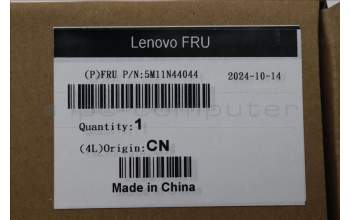 Lenovo FRU
(P)FRU P/N:5M11N44044 2024-10-14
Quantity:1
(4L)Origin:CN
Made in China